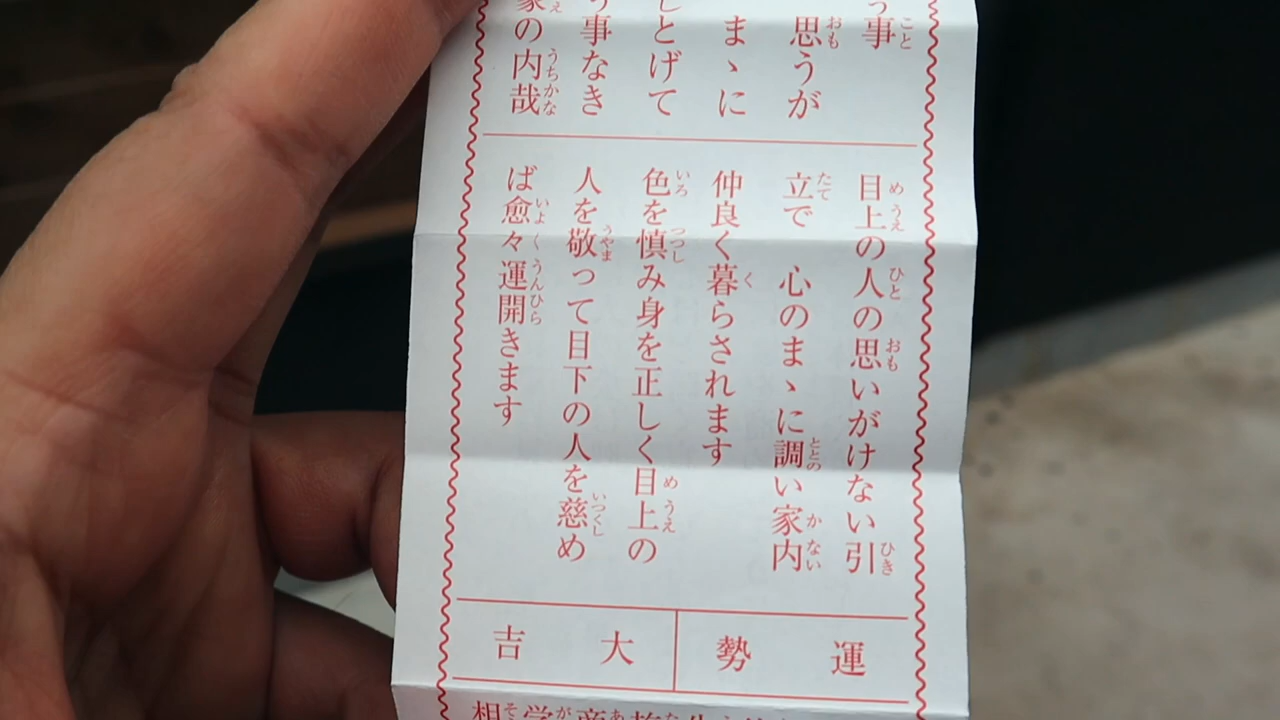 う事
思うが
まゝに
しとげて
う事なき
家の内哉
目上の人の思いがけない引
立で 心のまゝに調い家内
仲良く暮らされます
色を慎み身を正しく目上の
人を敬って目下の人を慈め
ば愈々運開きます
運勢
大吉